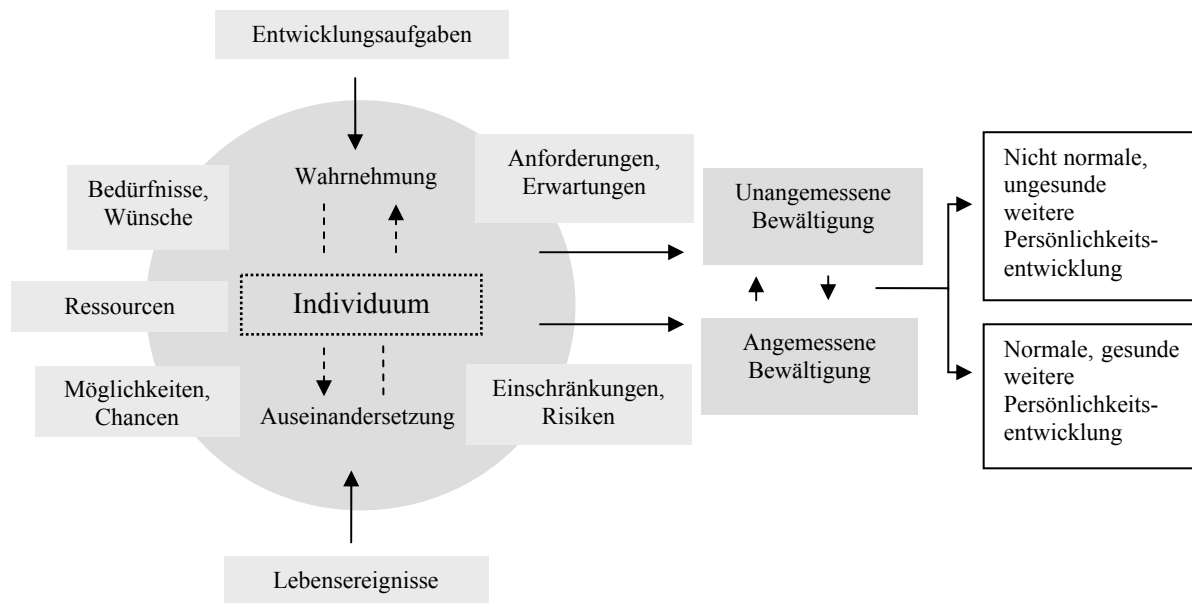 Entwicklungsaufgaben
Wahrnehmung
Bedürfnisse,
Wünsche
Anforderungen,
Erwartungen
Ressourcen
Individuum
Möglichkeiten,
Chancen
Auseinandersetzung
Einschränkungen,
Risiken
Lebensereignisse
Unangemessene
Bewältigung
Angemessene
Bewältigung
Nicht normale,
ungesunde
weitere
Persönlichkeits-
entwicklung
Normale, gesunde
weitere
Persönlichkeits-
entwicklung